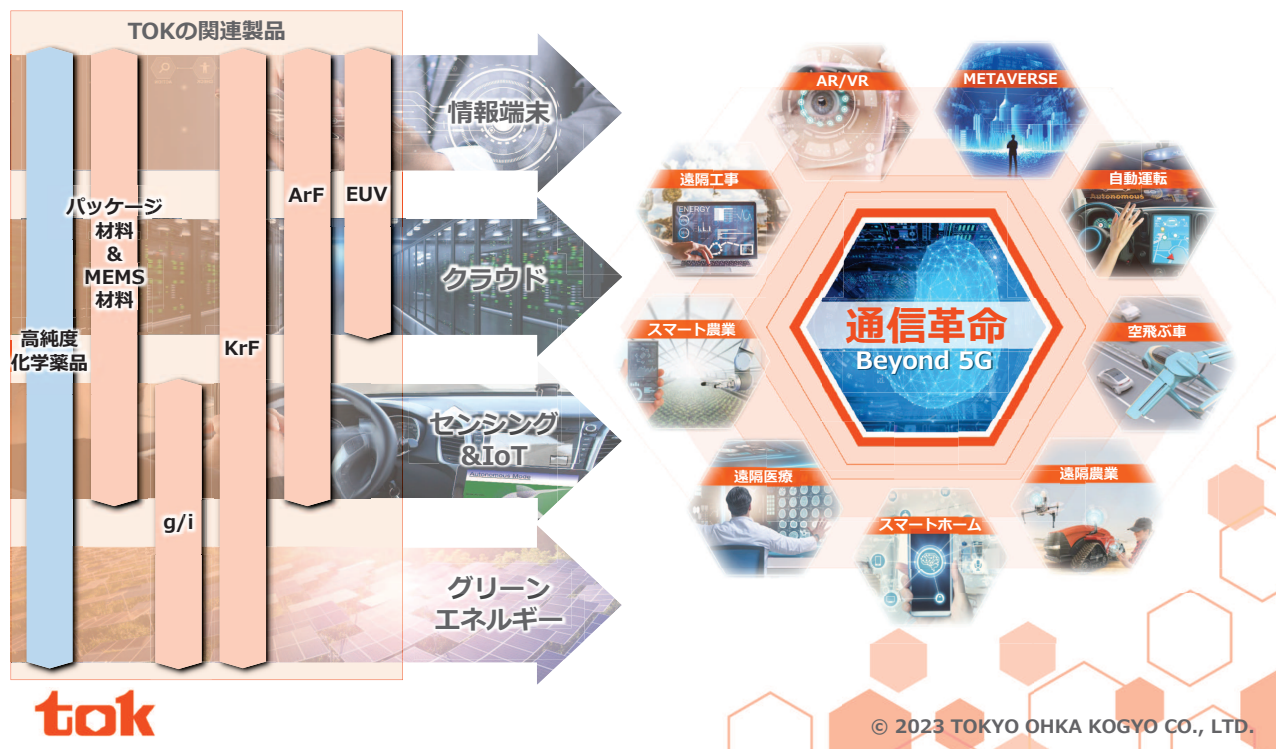 TOKの関連製品
高純度
化学薬品
パッケージ
材料
&
MEMS
材料
g/i
KrF
ArF
EUV
情報端末
クラウド
センシング
&IoT
Autonomous Mode
グリーン
エネルギー
AR/VR
METAVERSE
遠隔工事
ENERGY
自動運転
Autonomous
スマート農業
通信革命
Beyond 5G
空飛ぶ車
遠隔医療
遠隔農業
スマートホーム
tok
© 2023 TOKYO OHKA KOGYO CO., LTD.